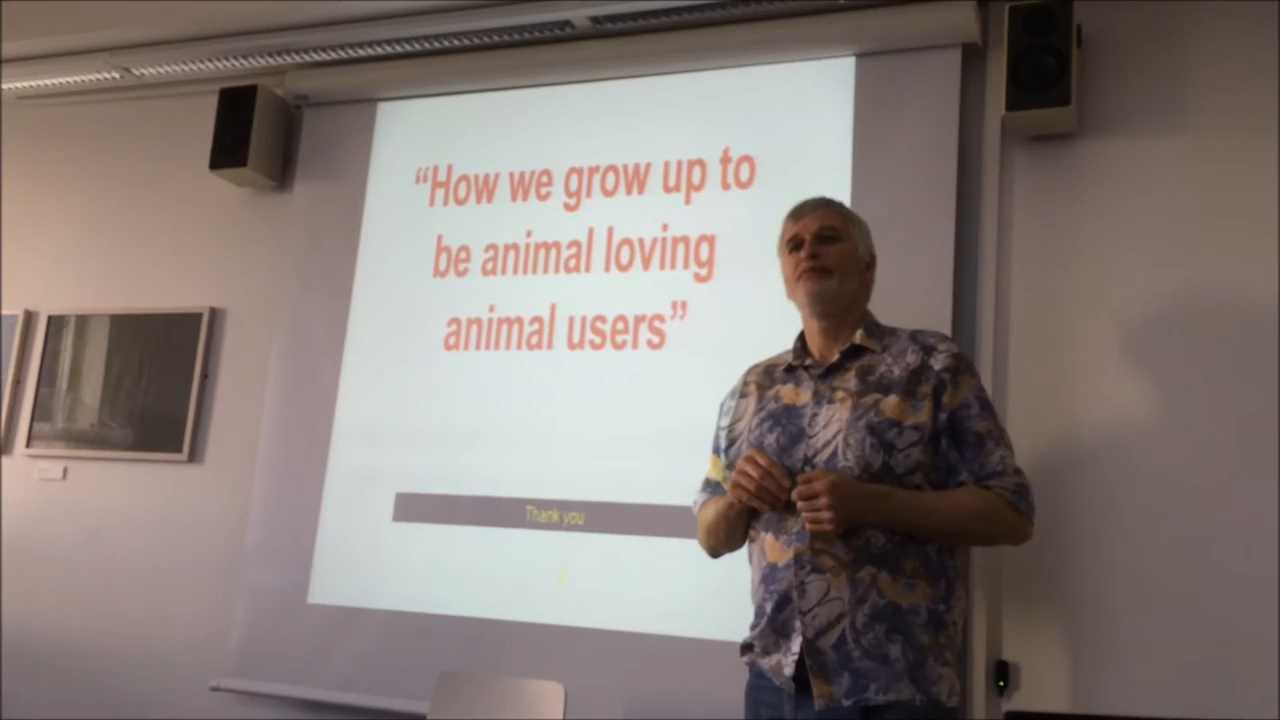 “How we grow up to
be animal loving
animal users”
Thank you